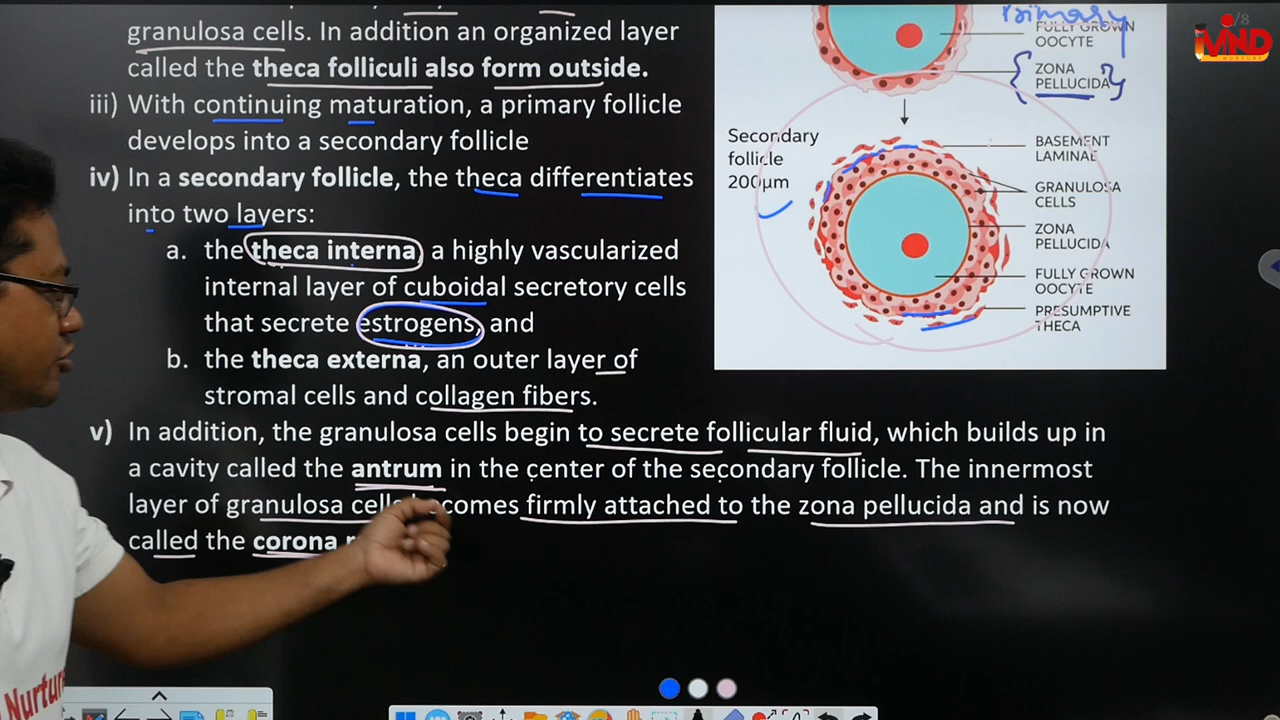 granulosa cells. In addition an organized layer
called the theca folliculi also form outside.
iii) With continuing maturation, a primary follicle
develops into a secondary follicle
iv) In a secondary follicle, the theca differentiates
into two layers:
a. the theca interna, a highly vascularized
internal layer of cuboidal secretory cells
that secrete estrogens, and
b. the theca externa, an outer layer of
stromal cells and collagen fibers.
v) In addition, the granulosa cells begin to secrete follicular fluid, which builds up in
a cavity called the antrum in the center of the secondary follicle. The innermost
layer of granulosa cells becomes firmly attached to the zona pellucida and is now
called the corona
Primary
FULLY GROWN
OOCYTE
ZONA
PELLUCIDA
Secondary
follicle
200μm
BASEMENT
LAMINAE
GRANULOSA
CELLS
ZONA
PELLUCIDA
FULLY GROWN
OOCYTE
PRESUMPTIVE
THECA
/8
MIND
NURTURE
Nurtur